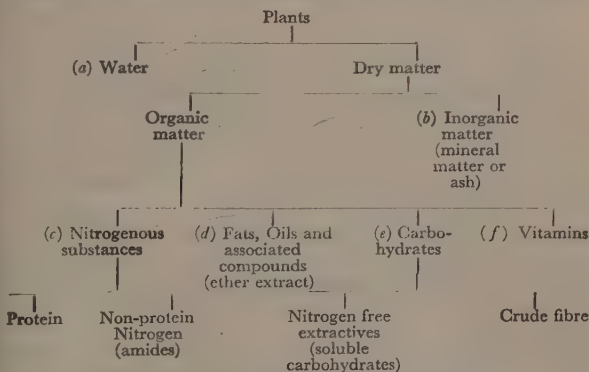 Plants
(a) Water
Dry matter
Organic
matter
(b) Inorganic
matter
(mineral
matter or
ash)
(c) Nitrogenous
substances
(d) Fats, Oils and
associated
compounds
(ether extract)
(e) Carbo-
hydrates
(f) Vitamins
Protein
Non-protein
Nitrogen
(amides)
Nitrogen free
extractives
(soluble
carbohydrates)
Crude fibre